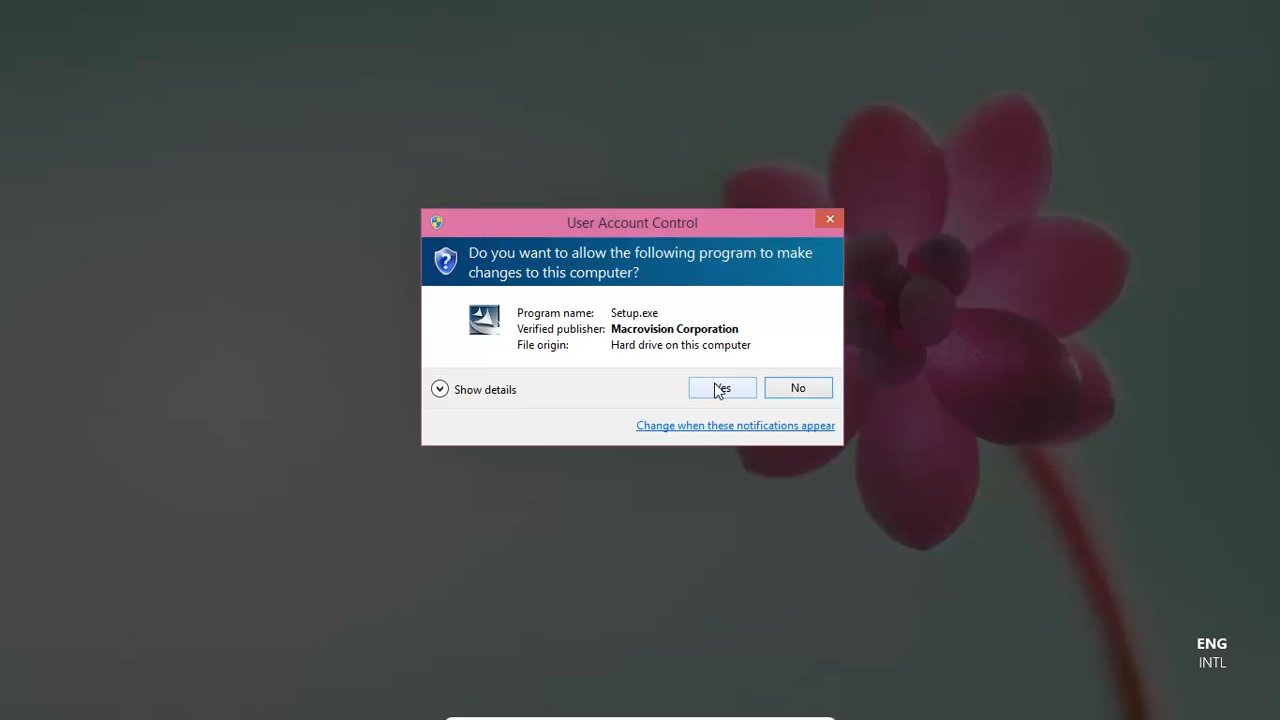 User Account Control
Do you want to allow the following program to make
changes to this computer?
Program name: Setup.exe
Verified publisher: Macrovision Corporation
File origin: Hard drive on this computer
Show details
Yes
No
Change when these notifications appear
ENG
INTL